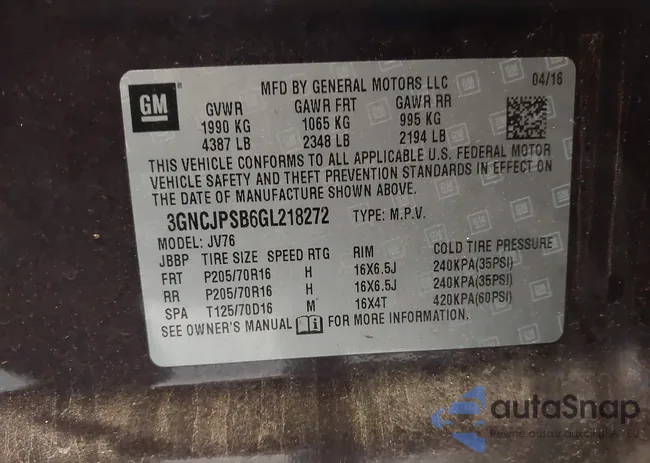 MFD BY GENERAL MOTORS LLC 04/16
GM
GVWR GAWR FRT GAWR RR
1990 KG 1065 KG 995 KG
4387 LB 2348 LB 2194 LB
THIS VEHICLE CONFORMS TO ALL APPLICABLE U.S. FEDERAL MOTOR
VEHICLE SAFETY AND THEFT PREVENTION STANDARDS IN EFFECT ON
THE DATE OF MANUFACTURE SHOWN ABOVE.
3GNCJPSB6GL218272 TYPE: M.P.V.
MODEL: JV76
JBBP TIRE SIZE SPEED RTG RIM COLD TIRE PRESSURE
FRT P205/70R16 H 16X6.5J 240KPA(35PSI)
RR P205/70R16 H 16X6.5J 240KPA(35PSI)
SPA T125/70D16 M 16X4T 420KPA(60PSI)
SEE OWNER'S MANUAL FOR MORE INFORMATION.
autaSnap
Pewne auta z aukcji